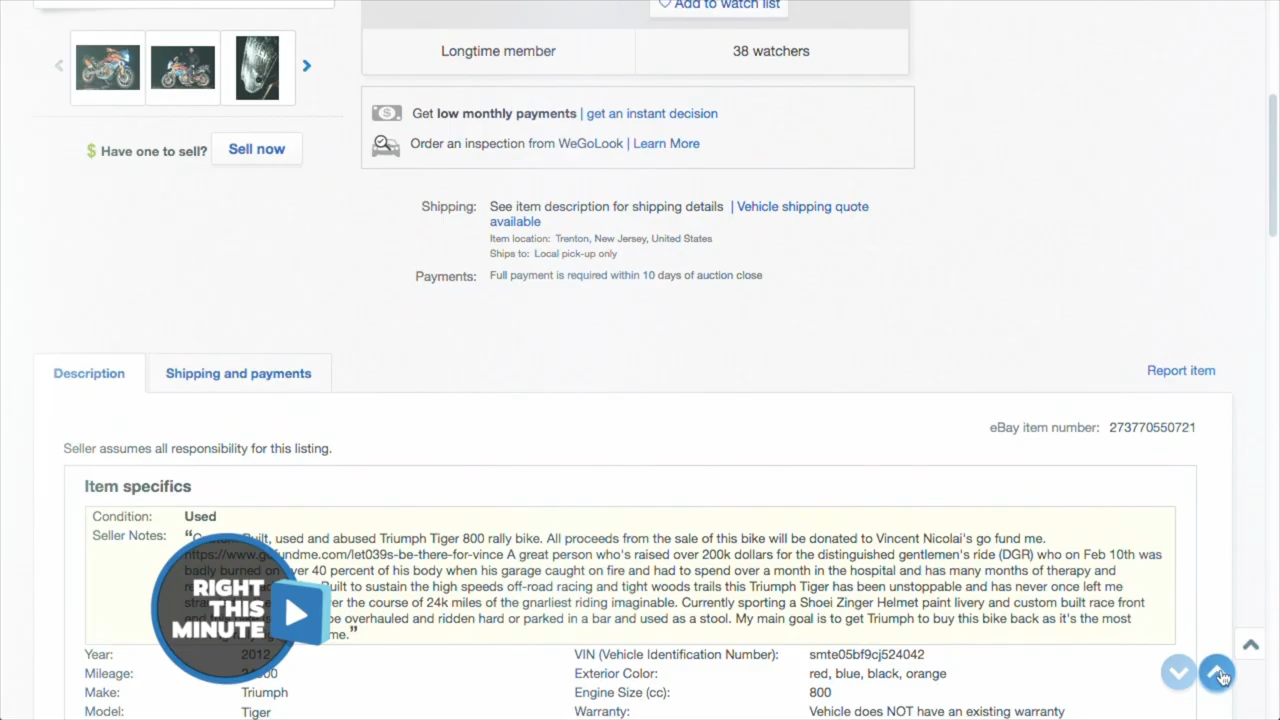 Add to watch list
Longtime member
38 watchers
Get low monthly payments | get an instant decision
Order an inspection from WeGoLook | Learn More
$ Have one to sell? Sell now
Shipping: See item description for shipping details | Vehicle shipping quote
available
Item location: Trenton, New Jersey, United States
Ships to: Local pick-up only
Payments: Full payment is required within 10 days of auction close
Description
Shipping and payments
Report item
eBay item number: 273770550721
Seller assumes all responsibility for this listing.
Item specifics
Condition: Used
Seller Notes: “ Built, used and abused Triumph Tiger 800 rally bike. All proceeds from the sale of this bike will be donated to Vincent Nicolai's go fund me.
https://www.gofundme.com/let039s-be-there-for-vince A great person who's raised over 200k dollars for the distinguished gentlemen's ride (DGR) who on Feb 10th was
badly burned on over 40 percent of his body when his garage caught on fire and had to spend over a month in the hospital and has many months of therapy and
Built to sustain the high speeds off-road racing and tight woods trails this Triumph Tiger has been unstoppable and has never once left me
the course of 24k miles of the gnarliest riding imaginable. Currently sporting a Shoei Zinger Helmet paint livery and custom built race front
be overhauled and ridden hard or parked in a bar and used as a stool. My main goal is to get Triumph to buy this bike back as it's the most
me.”
RIGHT
THIS
MINUTE
Year: 2012
VIN (Vehicle Identification Number): smte05bf9cj524042
Mileage:
Exterior Color: red, blue, black, orange
Make: Triumph
Engine Size (cc): 800
Model: Tiger
Warranty: Vehicle does NOT have an existing warranty